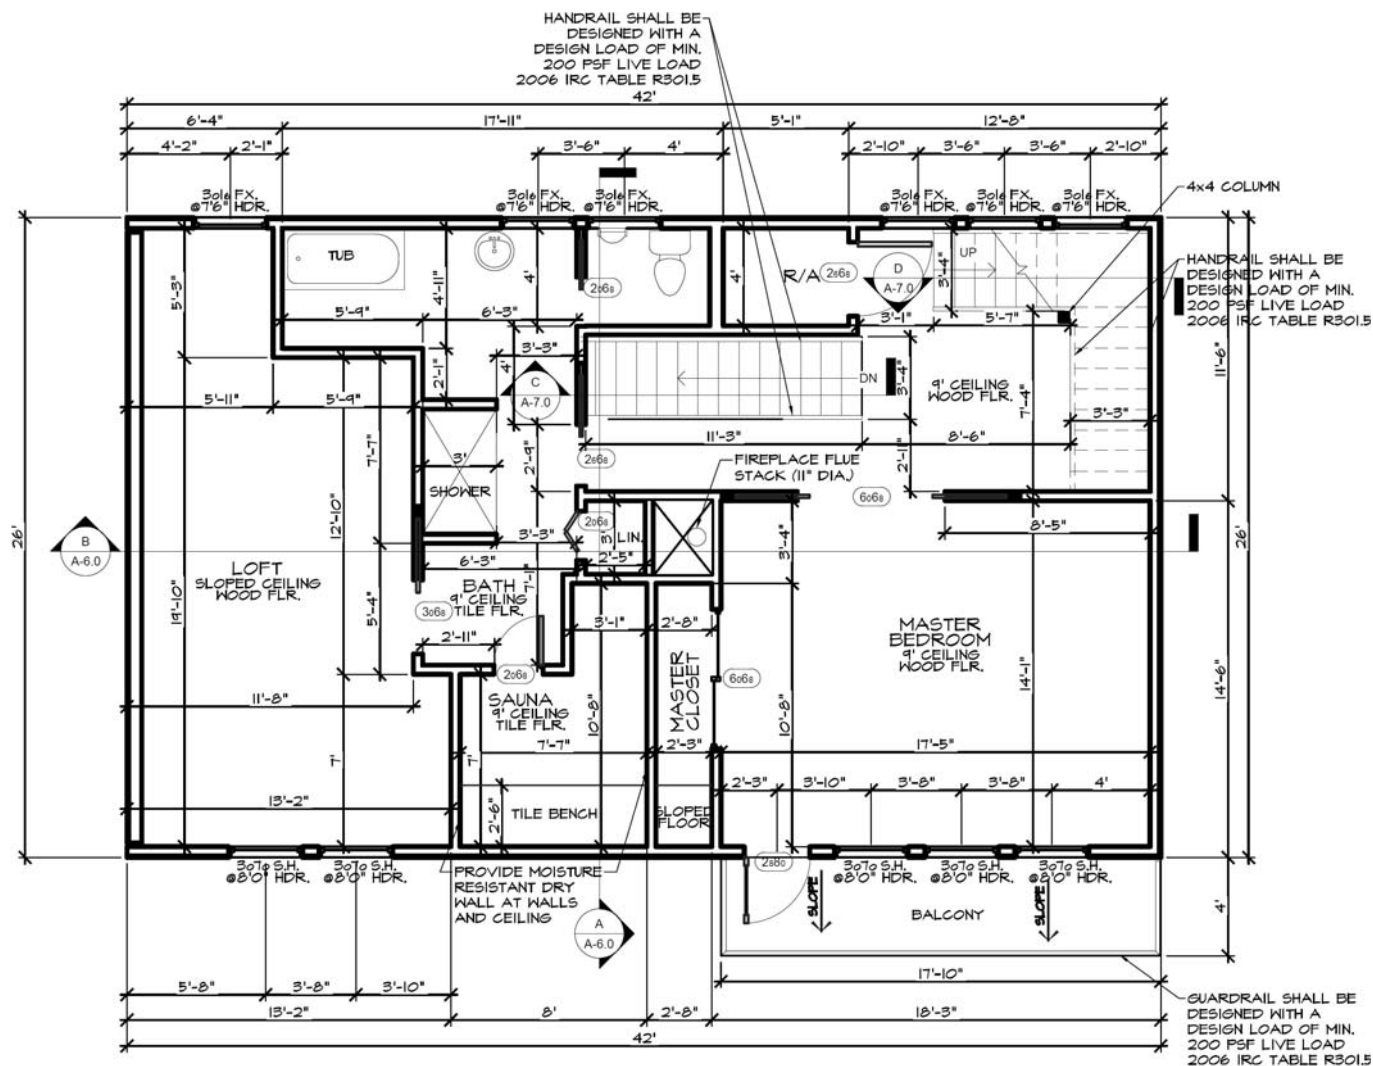 HANDRAIL SHALL BE
DESIGNED WITH A
DESIGN LOAD OF MIN.
200 PSF LIVE LOAD
2006 IRC TABLE R301.5
42'
6'-4" 17'-11" 5'-1" 12'-8"
4'-2" 2'-1" 3'-6" 4' 2'-10" 3'-6" 3'-6" 2'-10"
3016 FX. 3016 FX. 3016 FX. 3016 FX. 3016 FX. 3016 FX.
@7'6" HDR. @7'6" HDR. @7'6" HDR. @7'6" HDR. @7'6" HDR. @7'6" HDR.
4x4 COLUMN
HANDRAIL SHALL BE
DESIGNED WITH A
DESIGN LOAD OF MIN.
200 PSF LIVE LOAD
2006 IRC TABLE R301.5
TUB
UP
R/A
2868
D
A-7.0
2068
5'-3"
4'-11"
4'
4'
3'-4"
5'-9" 6'-3"
3'-1" 5'-7"
3'-3"
4'
2'-1"
C
A-7.0
DN
3'-4"
9' CEILING
WOOD FLR.
7'-4"
11'-6"
5'-11" 5'-9"
3'-3"
11'-3" 8'-6"
7'-7"
3'
2'-9"
2'-11"
2668
FIREPLACE FLUE
STACK (11" DIA.)
SHOWER
6068
12'-10"
2068
8'-5"
26'
26'
B
A-6.0
3'-3"
3'
LIN.
3'-4"
6'-3"
2'-5"
7'-1"
LOFT
SLOPED CEILING
WOOD FLR.
BATH
9' CEILING
TILE FLR.
3068
19'-10"
5'-4"
2'-11"
3'-1" 2'-8"
MASTER
BEDROOM
9' CEILING
WOOD FLR.
2068
6068
MASTER
CLOSET
11'-8"
SAUNA
9' CEILING
TILE FLR.
10'-8"
10'-8"
14'-1"
14'-6"
7'-7" 2'-3" 17'-5"
7'
7'
2'-3" 3'-10" 3'-8" 3'-8" 4'
13'-2"
2'-6"
TILE BENCH
SLOPED
FLOOR
3070 S.H. 3070 S.H. 2880 3070 S.H. 3070 S.H. 3070 S.H.
@8'0" HDR. @8'0" HDR. @8'0" HDR. @8'0" HDR. @8'0" HDR.
PROVIDE MOISTURE
RESISTANT DRY
WALL AT WALLS
AND CEILING
SLOPE
BALCONY
SLOPE
4'
A
A-6.0
17'-10"
5'-8" 3'-8" 3'-10"
13'-2" 8' 2'-8" 18'-3"
42'
GUARDRAIL SHALL BE
DESIGNED WITH A
DESIGN LOAD OF MIN.
200 PSF LIVE LOAD
2006 IRC TABLE R301.5